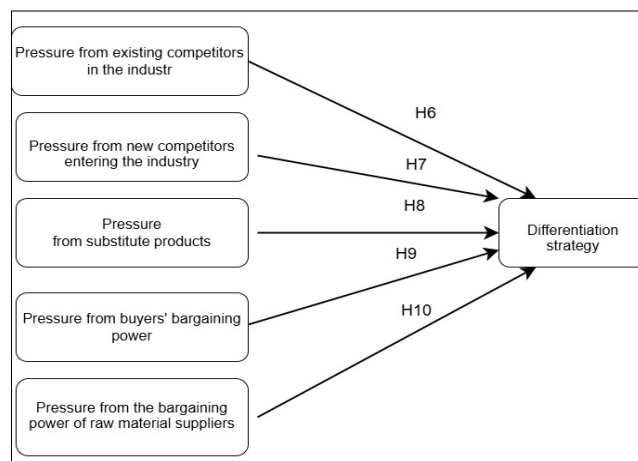 Pressure from existing competitors
in the industr
H6
Pressure from new competitors
entering the industry
H7
H8
Pressure
from substitute products
Differentiation
strategy
H9
Pressure from buyers' bargaining
power
H10
Pressure from the bargaining
power of raw material suppliers